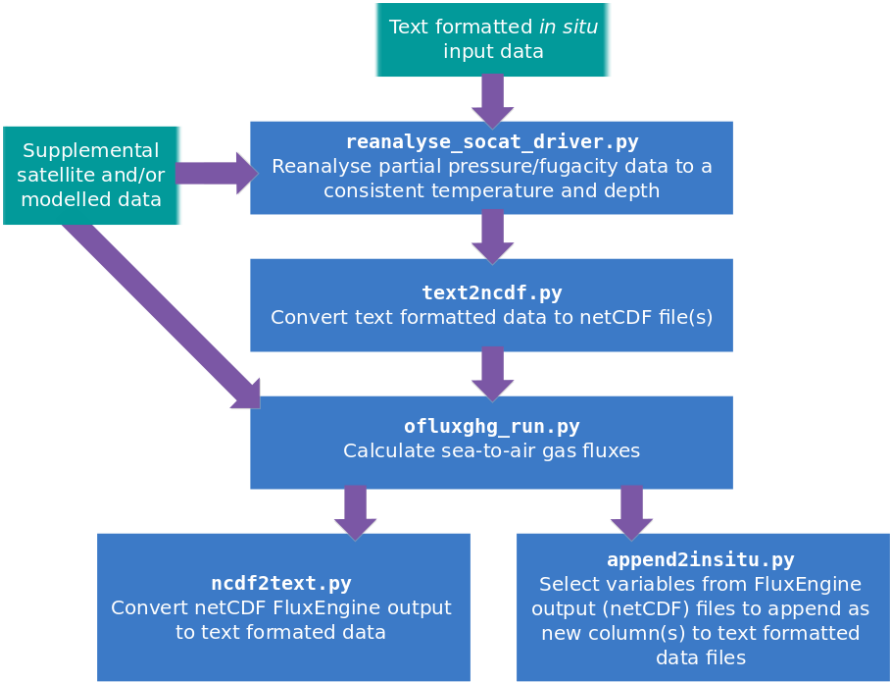 Text formatted in situ
input data
Supplemental
satellite and/or
modelled data
reanalyse_socat_driver.py
Reanalyse partial pressure/fugacity data to a
consistent temperature and depth
text2ncdf.py
Convert text formatted data to netCDF file(s)
ofluxghg_run.py
Calculate sea-to-air gas fluxes
ncdf2text.py
Convert netCDF FluxEngine output
to text formated data
append2insitu.py
Select variables from FluxEngine
output (netCDF) files to append as
new column(s) to text formatted
data files